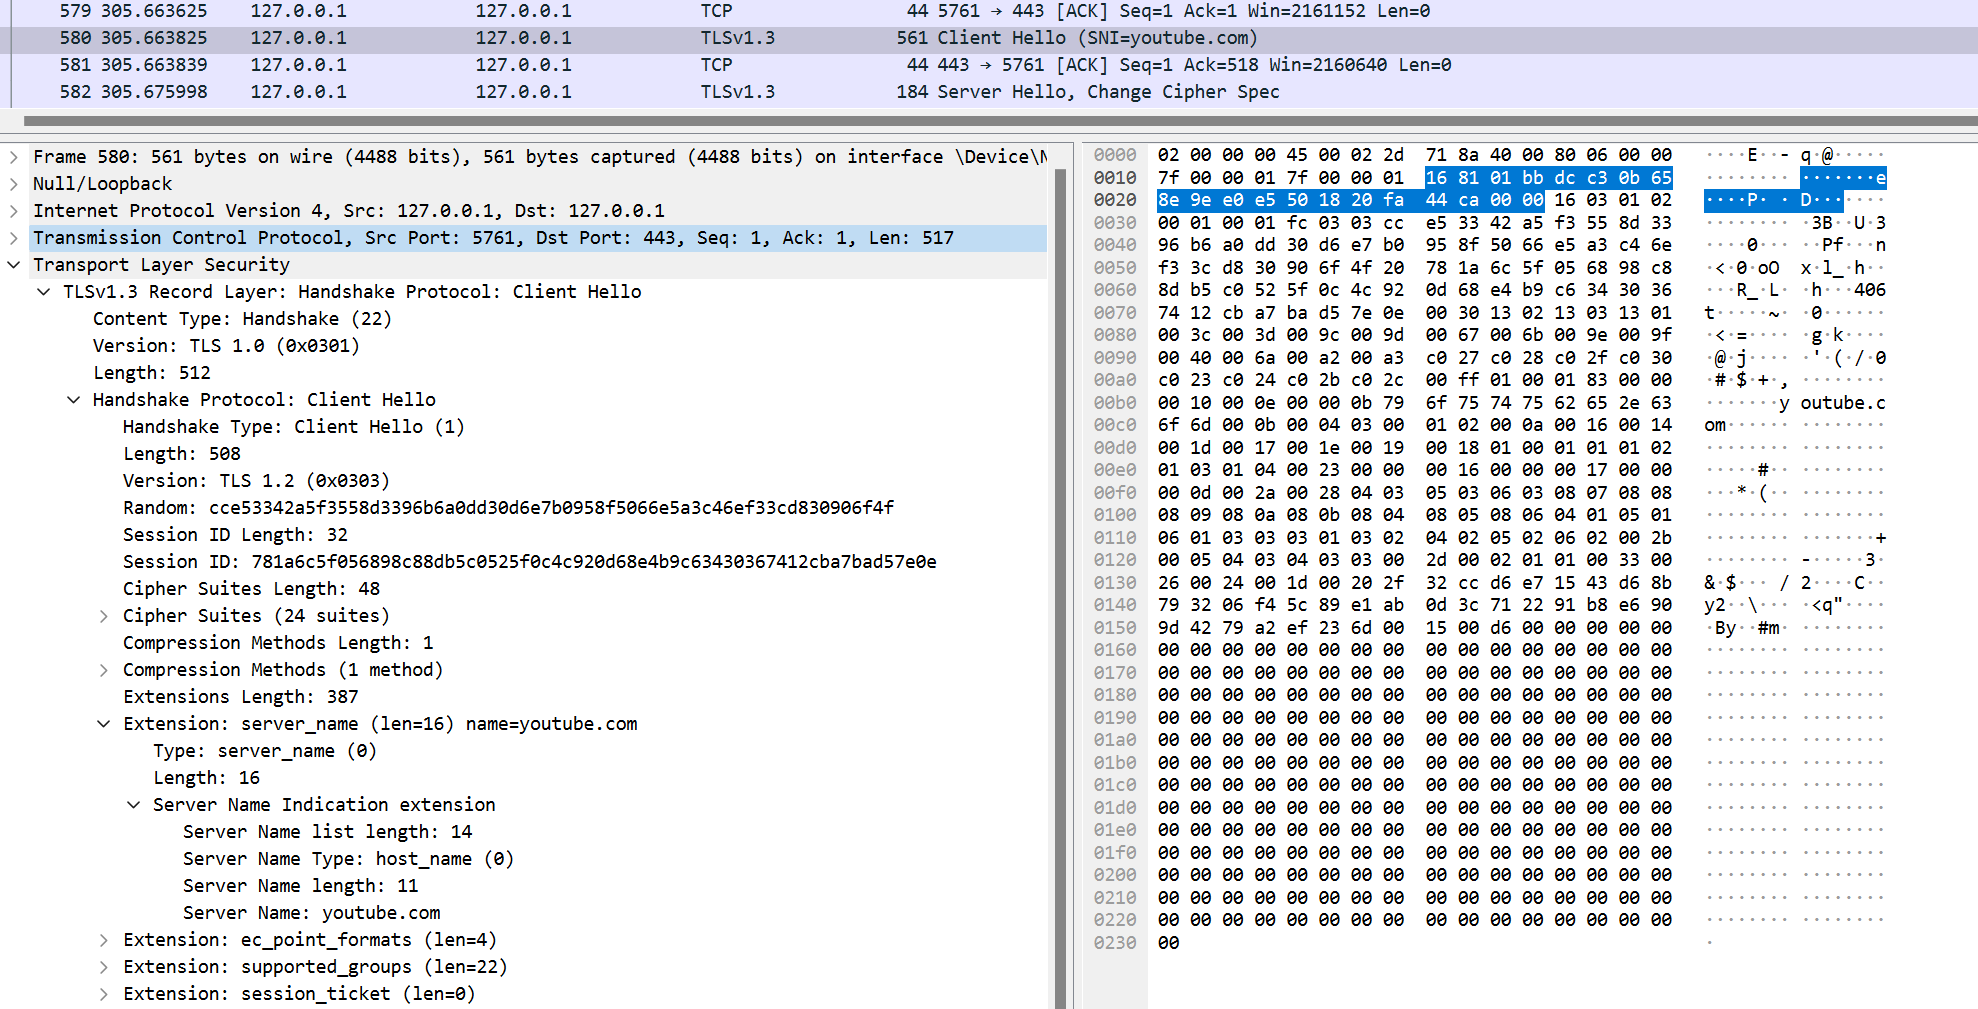 579 305.663625 127.0.0.1 127.0.0.1 TCP 44 5761 → 443 [ACK] Seq=1 Ack=1 Win=2161152 Len=0
580 305.663825 127.0.0.1 127.0.0.1 TLSv1.3 561 Client Hello (SNI=youtube.com)
581 305.663839 127.0.0.1 127.0.0.1 TCP 44 443 → 5761 [ACK] Seq=1 Ack=518 Win=2160640 Len=0
582 305.675998 127.0.0.1 127.0.0.1 TLSv1.3 184 Server Hello, Change Cipher Spec
Frame 580: 561 bytes on wire (4488 bits), 561 bytes captured (4488 bits) on interface \Device\N
Null/Loopback
Internet Protocol Version 4, Src: 127.0.0.1, Dst: 127.0.0.1
Transmission Control Protocol, Src Port: 5761, Dst Port: 443, Seq: 1, Ack: 1, Len: 517
Transport Layer Security
TLSv1.3 Record Layer: Handshake Protocol: Client Hello
Content Type: Handshake (22)
Version: TLS 1.0 (0x0301)
Length: 512
Handshake Protocol: Client Hello
Handshake Type: Client Hello (1)
Length: 508
Version: TLS 1.2 (0x0303)
Random: cce53342a5f3558d3396b6a0dd30d6e7b0958f5066e5a3c46ef33cd830906f4f
Session ID Length: 32
Session ID: 781a6c5f056898c88db5c0525f0c4c920d68e4b9c63430367412cba7bad57e0e
Cipher Suites Length: 48
Cipher Suites (24 suites)
Compression Methods Length: 1
Compression Methods (1 method)
Extensions Length: 387
Extension: server_name (len=16) name=youtube.com
Type: server_name (0)
Length: 16
Server Name Indication extension
Server Name list length: 14
Server Name Type: host_name (0)
Server Name length: 11
Server Name: youtube.com
Extension: ec_point_formats (len=4)
Extension: supported_groups (len=22)
Extension: session_ticket (len=0)
0000 02 00 00 00 45 00 02 2d 71 8a 40 00 80 06 00 00 ····E··- q·@·····
0010 7f 00 00 01 7f 00 00 01 16 81 01 bb dc c3 0b 65 ········ ·······e
0020 8e 9e e0 e5 50 18 20 fa 44 ca 00 00 16 03 01 02 ····P· · D·······
0030 00 01 00 01 fc 03 03 cc e5 33 42 a5 f3 55 8d 33 ········ ·3B··U·3
0040 96 b6 a0 dd 30 d6 e7 b0 95 8f 50 66 e5 a3 c4 6e ····0··· ··Pf···n
0050 f3 3c d8 30 90 6f 4f 20 78 1a 6c 5f 05 68 98 c8 ·<·0·oO  x·l_·h··
0060 8d b5 c0 52 5f 0c 4c 92 0d 68 e4 b9 c6 34 30 36 ···R_·L· ·h···406
0070 74 12 cb a7 ba d5 7e 0e 00 30 13 02 13 03 13 01 t·····~· ·0······
0080 00 3c 00 3d 00 9c 00 9d 00 67 00 6b 00 9e 00 9f ·<·=···· ·g·k····
0090 00 40 00 6a 00 a2 00 a3 c0 27 c0 28 c0 2f c0 30 ·@·j···· ·'·(·/·0
00a0 c0 23 c0 24 c0 2b c0 2c 00 ff 01 00 01 83 00 00 ·#·$·+·, ········
00b0 00 10 00 0e 00 00 0b 79 6f 75 74 75 62 65 2e 63 ·······y outube.c
00c0 6f 6d 00 0b 00 04 03 00 01 02 00 0a 00 16 00 14 om······ ········
00d0 00 1d 00 17 00 1e 00 19 00 18 01 00 01 01 01 02 ········ ········
00e0 01 03 01 04 00 23 00 00 00 16 00 00 00 17 00 00 ·····#·· ········
00f0 00 0d 00 2a 00 28 04 03 05 03 06 03 08 07 08 08 ···*·(·· ········
0100 08 09 08 0a 08 0b 08 04 08 05 08 06 04 01 05 01 ········ ········
0110 06 01 03 03 03 01 03 02 04 02 05 02 06 02 00 2b ········ ·······+
0120 00 05 04 03 04 03 03 00 2d 00 02 01 01 00 33 00 ········ -·····3·
0130 26 00 24 00 1d 00 20 2f 32 cc d6 e7 15 43 d6 8b &·$··· / 2····C··
0140 79 32 06 f4 5c 89 e1 ab 0d 3c 71 22 91 b8 e6 90 y2··\··· ·<q"····
0150 9d 42 79 a2 ef 23 6d 00 15 00 d6 00 00 00 00 00 ·By··#m· ········
0160 00 00 00 00 00 00 00 00 00 00 00 00 00 00 00 00 ········ ········
0170 00 00 00 00 00 00 00 00 00 00 00 00 00 00 00 00 ········ ········
0180 00 00 00 00 00 00 00 00 00 00 00 00 00 00 00 00 ········ ········
0190 00 00 00 00 00 00 00 00 00 00 00 00 00 00 00 00 ········ ········
01a0 00 00 00 00 00 00 00 00 00 00 00 00 00 00 00 00 ········ ········
01b0 00 00 00 00 00 00 00 00 00 00 00 00 00 00 00 00 ········ ········
01c0 00 00 00 00 00 00 00 00 00 00 00 00 00 00 00 00 ········ ········
01d0 00 00 00 00 00 00 00 00 00 00 00 00 00 00 00 00 ········ ········
01e0 00 00 00 00 00 00 00 00 00 00 00 00 00 00 00 00 ········ ········
01f0 00 00 00 00 00 00 00 00 00 00 00 00 00 00 00 00 ········ ········
0200 00 00 00 00 00 00 00 00 00 00 00 00 00 00 00 00 ········ ········
0210 00 00 00 00 00 00 00 00 00 00 00 00 00 00 00 00 ········ ········
0220 00 00 00 00 00 00 00 00 00 00 00 00 00 00 00 00 ········ ········
0230 00 ·